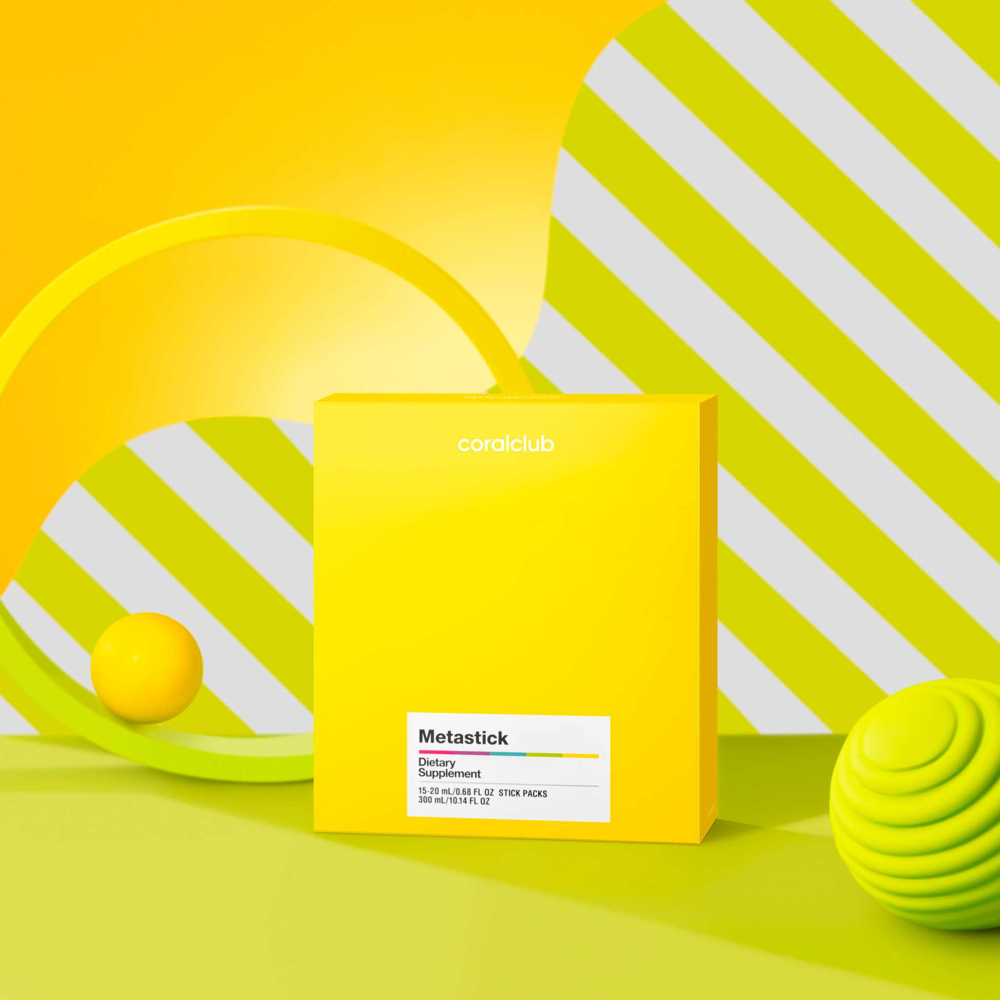 coralclub
coralclub
Metastick
Dietary
Supplement
15-20 mL/0.68 FL OZ STICK PACKS
300 mL/10.14 FL OZ